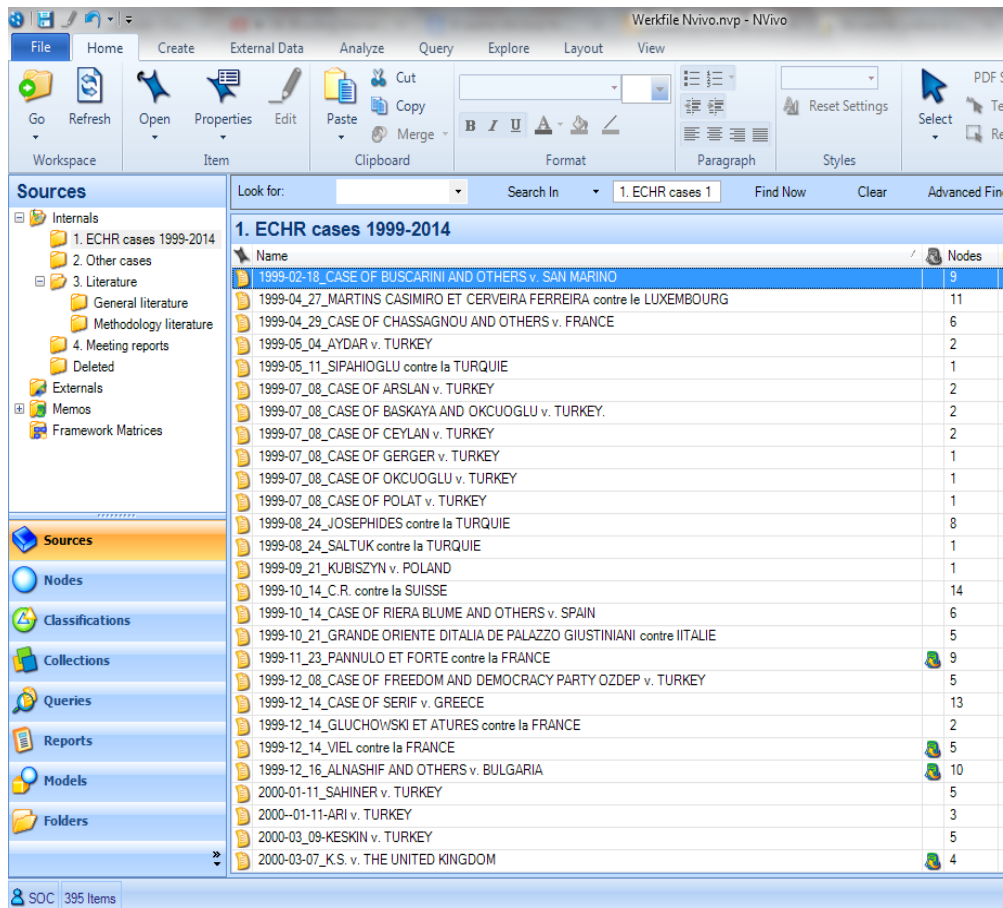 Werkfile Nvivo.nvp - NVivo
File Home Create External Data Analyze Query Explore Layout View
Go Refresh Open Properties Edit Paste Cut Copy Merge B I U A Reset Settings Select PDF S
Workspace Item Clipboard Format Paragraph Styles
Sources
Look for: Search In 1. ECHR cases 1 Find Now Clear Advanced Fin
Internals
1. ECHR cases 1999-2014
2. Other cases
3. Literature
General literature
Methodology literature
4. Meeting reports
Deleted
Externals
Memos
Framework Matrices
Sources
Nodes
Classifications
Collections
Queries
Reports
Models
Folders
1. ECHR cases 1999-2014
Name Nodes
1999-02-18_CASE OF BUSCARINI AND OTHERS v. SAN MARINO 9
1999-04_27_MARTINS CASIMIRO ET CERVEIRA FERREIRA contre le LUXEMBOURG 11
1999-04_29_CASE OF CHASSAGNOU AND OTHERS v. FRANCE 6
1999-05_04_AYDAR v. TURKEY 2
1999-05_11_SIPAHIOGLU contre la TURQUIE 1
1999-07_08_CASE OF ARSLAN v. TURKEY 2
1999-07_08_CASE OF BASKAYA AND OKCUOGLU v. TURKEY. 2
1999-07_08_CASE OF CEYLAN v. TURKEY 2
1999-07_08_CASE OF GERGER v. TURKEY 1
1999-07_08_CASE OF OKCUOGLU v. TURKEY 1
1999-07_08_CASE OF POLAT v. TURKEY 1
1999-08_24_JOSEPHIDES contre la TURQUIE 8
1999-08_24_SALTUK contre la TURQUIE 1
1999-09_21_KUBISZYN v. POLAND 1
1999-10_14_C.R. contre la SUISSE 14
1999-10_14_CASE OF RIERA BLUME AND OTHERS v. SPAIN 6
1999-10_21_GRANDE ORIENTE DITALIA DE PALAZZO GIUSTINIANI contre lITALIE 5
1999-11_23_PANNULO ET FORTE contre la FRANCE 9
1999-12_08_CASE OF FREEDOM AND DEMOCRACY PARTY OZDEP v. TURKEY 5
1999-12_14_CASE OF SERIF v. GREECE 13
1999-12_14_GLUCHOWSKI ET ATURES contre la FRANCE 2
1999-12_14_VIEL contre la FRANCE 5
1999-12_16_ALNASHIF AND OTHERS v. BULGARIA 10
2000-01-11_SAHINER v. TURKEY 5
2000--01-11-ARI v. TURKEY 3
2000-03_09-KESKIN v. TURKEY 5
2000-03-07_K.S. v. THE UNITED KINGDOM 4
SOC 395 Items